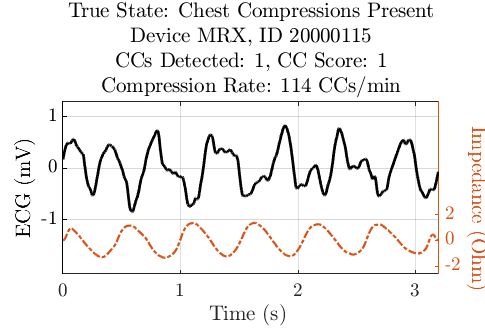 True State: Chest Compressions Present
Device MRX, ID 20000115
CCs Detected: 1, CC Score: 1
Compression Rate: 114 CCs/min
1
0
-1
ECG (mV)
2
0
-2
Impedance (Ohm)
0 1 2 3
Time (s)